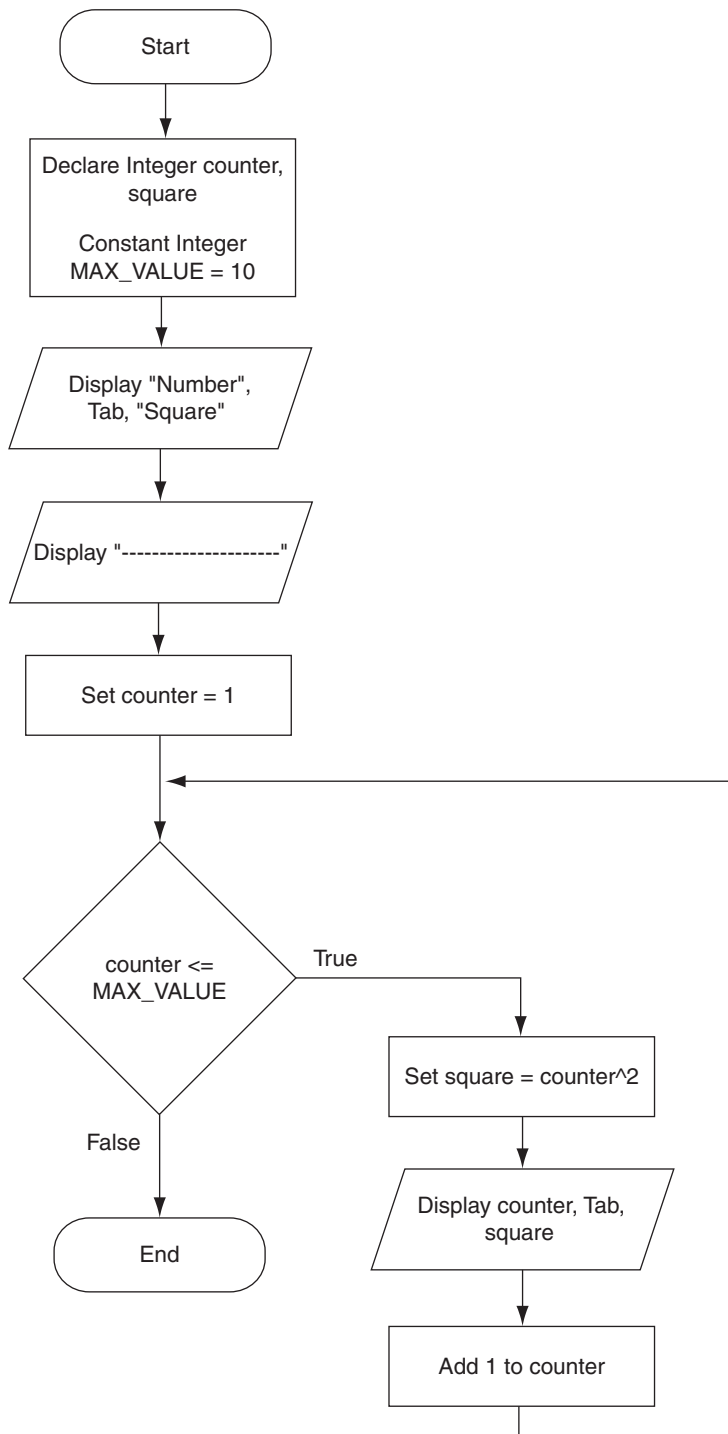 Start
Declare Integer counter,
square
Constant Integer
MAX_VALUE = 10
Display "Number",
Tab, "Square"
Display "---------------------"
Set counter = 1
counter <=
MAX_VALUE
True
Set square = counter^2
Display counter, Tab,
square
Add 1 to counter
False
End